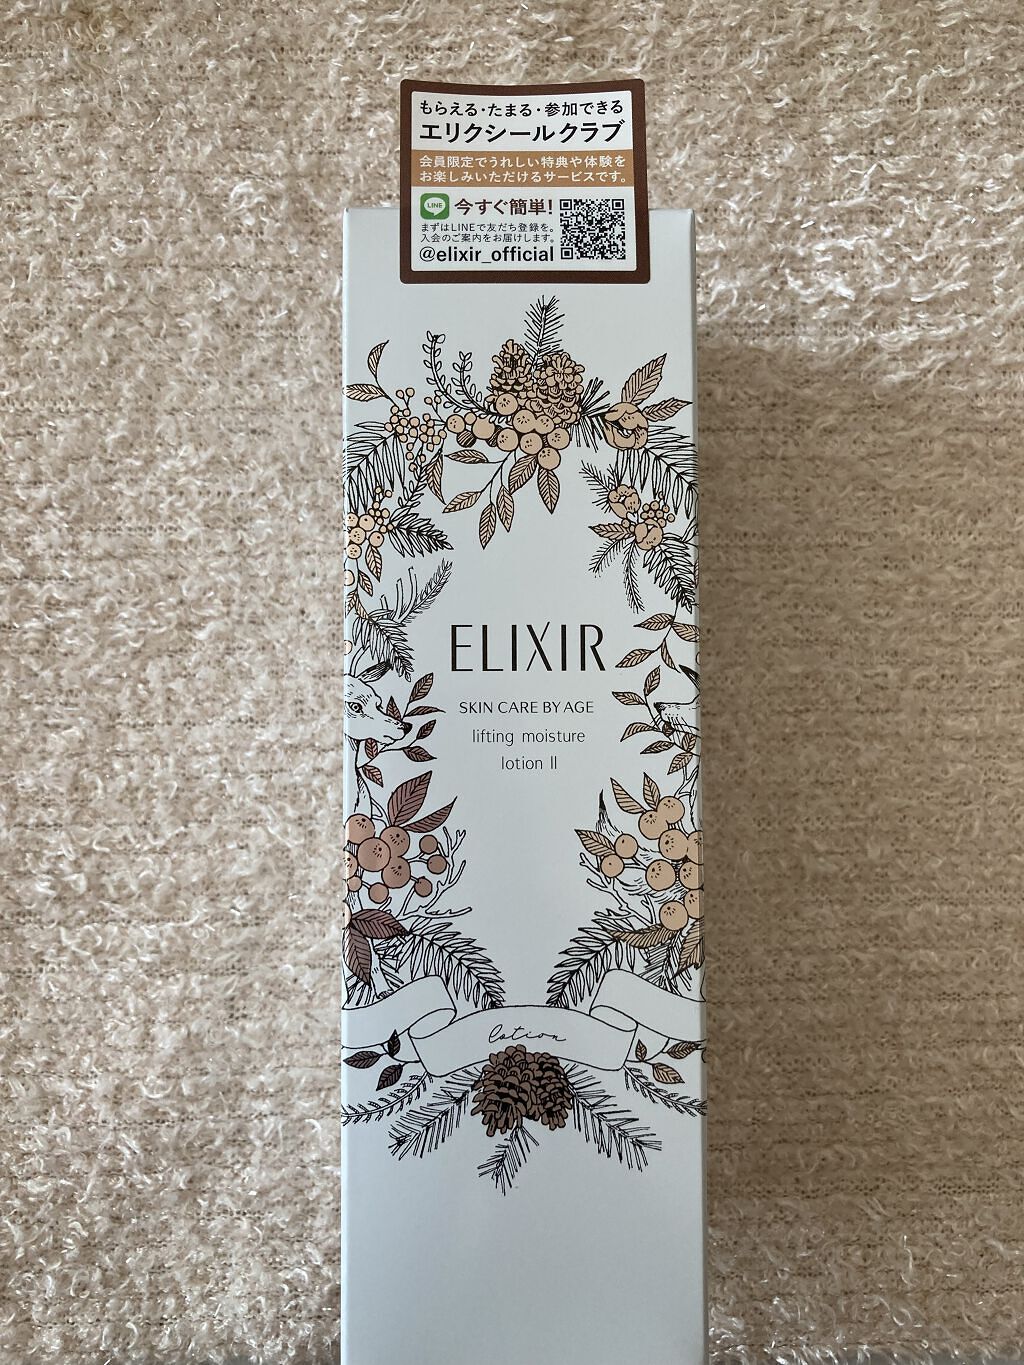 もらえる・たまる・参加できる
エリクシールクラブ
会員限定でうれしい特典や体験を
お楽しみいただけるサービスです。
LINE
今すぐ簡単!
まずはLINEで友だち登録を。
入会のご案内をお届けします。
@elixir_official
ELIXIR
SKIN CARE BY AGE
lifting moisture
lotion II
lotion